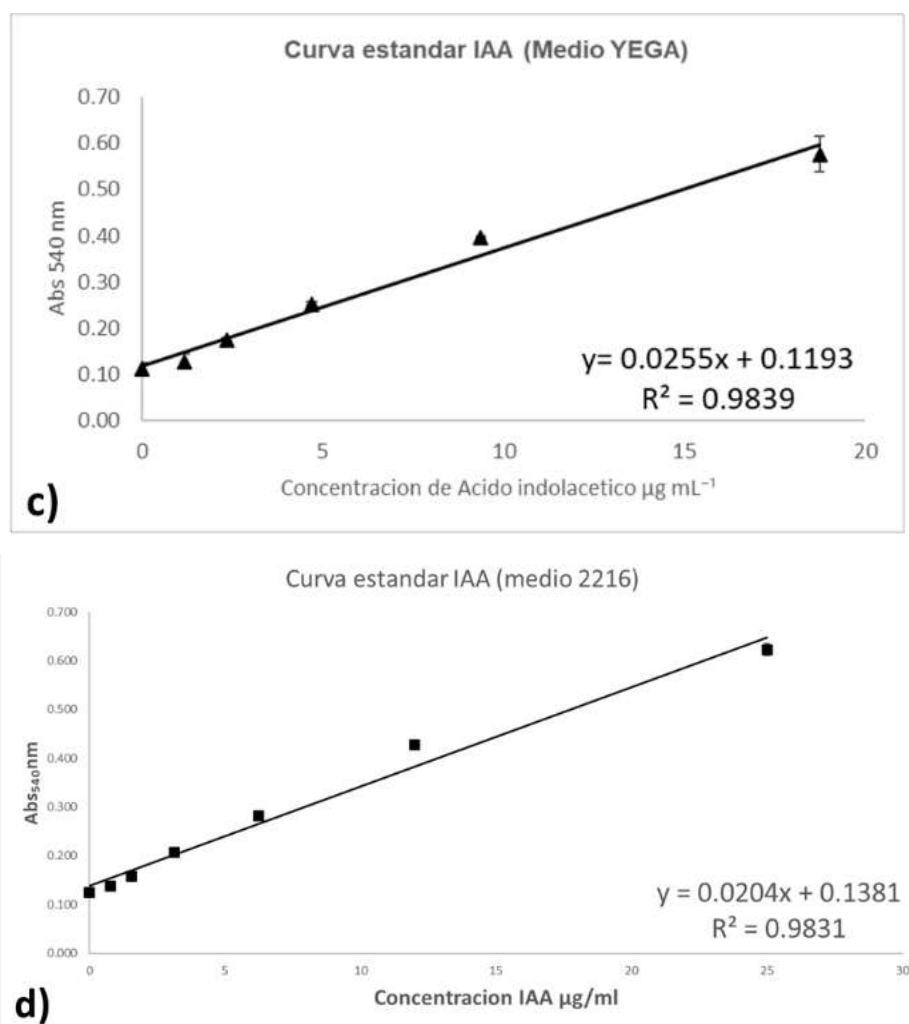 Curva estandar IAA (Medio YEGA)
0.70
0.60
0.50
0.40
0.30
0.20
0.10
0.00
Abs 540 nm
y= 0.0255x + 0.1193
R² = 0.9839
0 5 10 15 20
Concentracion de Acido indolacetico µg mL⁻¹
c)
Curva estandar IAA (medio 2216)
0.700
0.600
0.500
0.400
0.300
0.200
0.100
0.000
Abs₅₄₀nm
y = 0.0204x + 0.1381
R² = 0.9831
0 5 10 15 20 25 30
Concentracion IAA µg/ml
d)